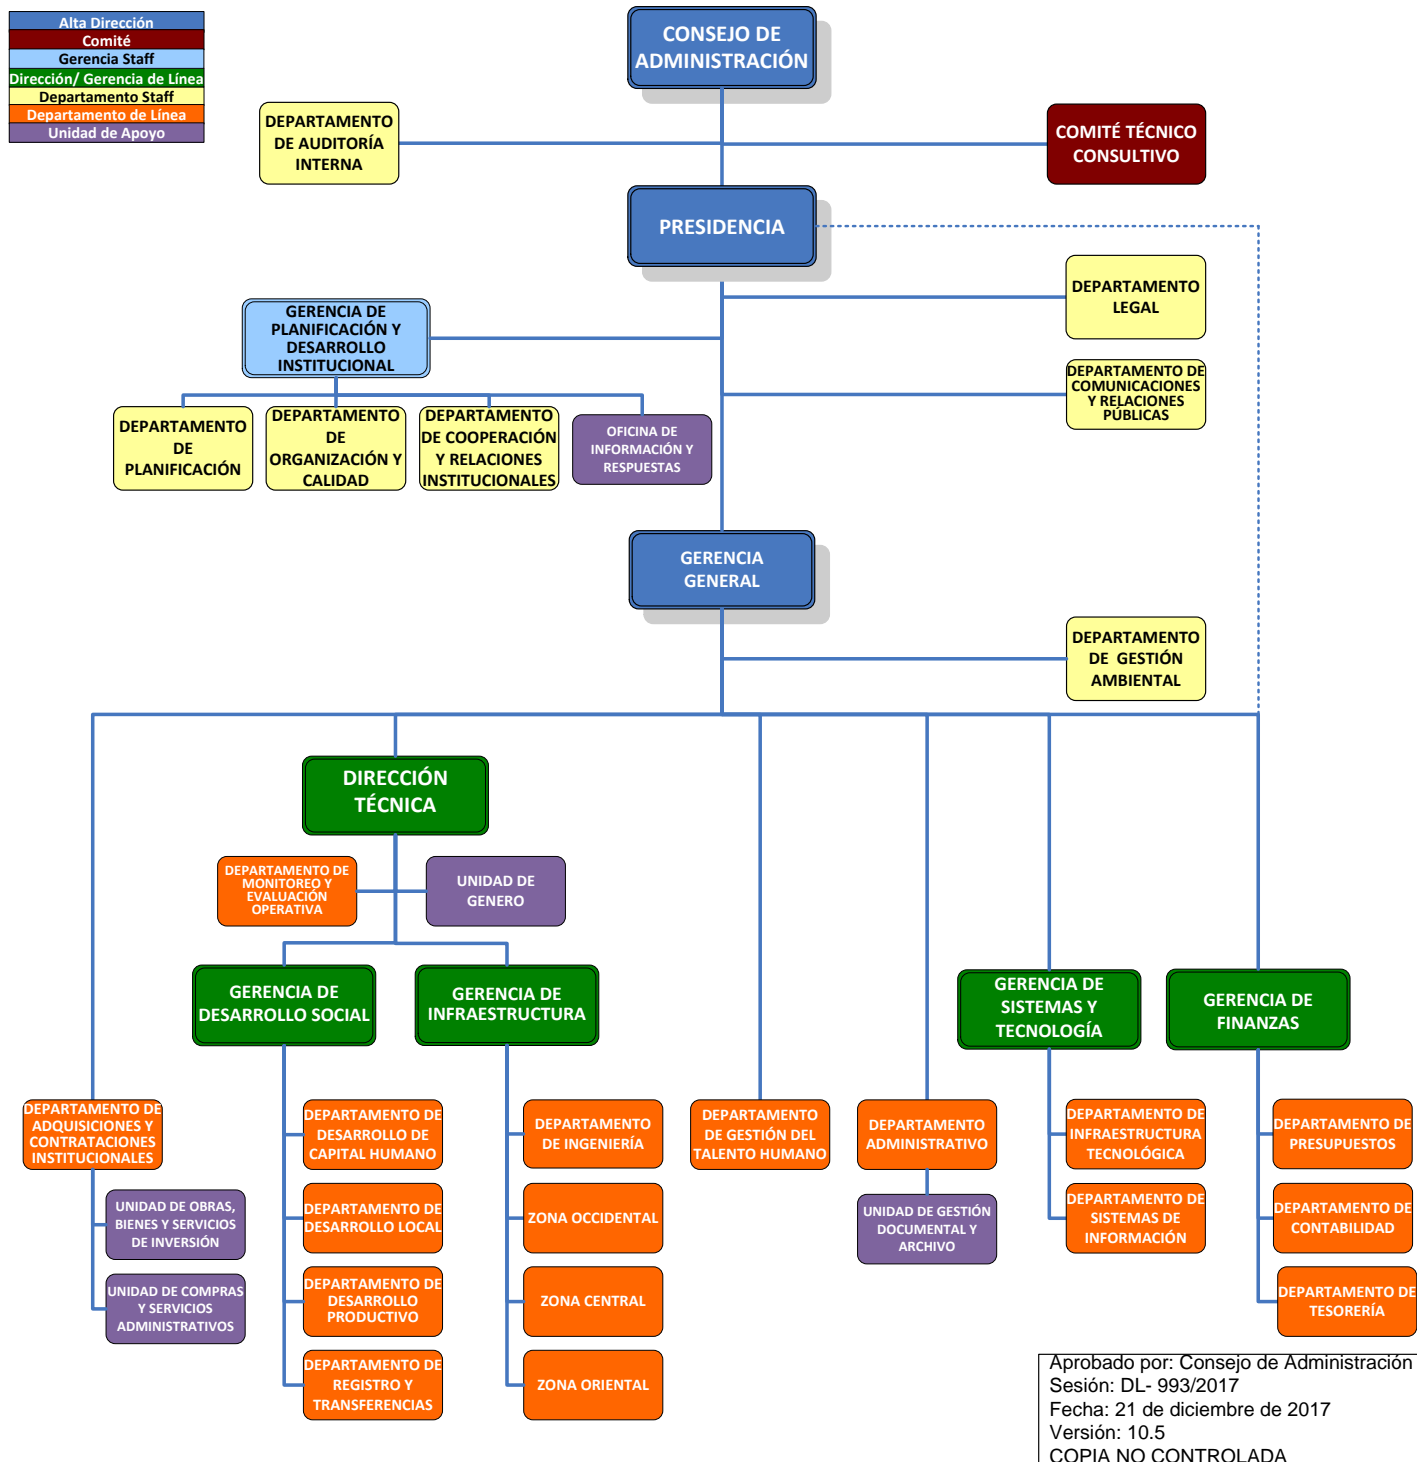 Alta Dirección
Comité
Gerencia Staff
Dirección/ Gerencia de Línea
Departamento Staff
Departamento de Línea
Unidad de Apoyo
CONSEJO DE
ADMINISTRACIÓN
DEPARTAMENTO
DE AUDITORÍA
INTERNA
COMITÉ TÉCNICO
CONSULTIVO
PRESIDENCIA
DEPARTAMENTO
LEGAL
GERENCIA DE
PLANIFICACIÓN Y
DESARROLLO
INSTITUCIONAL
DEPARTAMENTO DE
COMUNICACIONES
Y RELACIONES
PÚBLICAS
DEPARTAMENTO
DE
PLANIFICACIÓN
DEPARTAMENTO
DE
ORGANIZACIÓN Y
CALIDAD
DEPARTAMENTO
DE COOPERACIÓN
Y RELACIONES
INSTITUCIONALES
OFICINA DE
INFORMACIÓN Y
RESPUESTAS
GERENCIA
GENERAL
DEPARTAMENTO
DE GESTIÓN
AMBIENTAL
DIRECCIÓN
TÉCNICA
DEPARTAMENTO DE
MONITOREO Y
EVALUACIÓN
OPERATIVA
UNIDAD DE
GENERO
GERENCIA DE
DESARROLLO SOCIAL
GERENCIA DE
INFRAESTRUCTURA
GERENCIA DE
SISTEMAS Y
TECNOLOGÍA
GERENCIA DE
FINANZAS
DEPARTAMENTO DE
ADQUISICIONES Y
CONTRATACIONES
INSTITUCIONALES
UNIDAD DE OBRAS,
BIENES Y SERVICIOS
DE INVERSIÓN
UNIDAD DE COMPRAS
Y SERVICIOS
ADMINISTRATIVOS
DEPARTAMENTO DE
DESARROLLO DE
CAPITAL HUMANO
DEPARTAMENTO DE
DESARROLLO LOCAL
DEPARTAMENTO DE
DESARROLLO
PRODUCTIVO
DEPARTAMENTO DE
REGISTRO Y
TRANSFERENCIAS
DEPARTAMENTO
DE INGENIERÍA
ZONA OCCIDENTAL
ZONA CENTRAL
ZONA ORIENTAL
DEPARTAMENTO
DE GESTIÓN DEL
TALENTO HUMANO
DEPARTAMENTO
ADMINISTRATIVO
UNIDAD DE GESTIÓN
DOCUMENTAL Y
ARCHIVO
DEPARTAMENTO DE
INFRAESTRUCTURA
TECNOLÓGICA
DEPARTAMENTO DE
SISTEMAS DE
INFORMACIÓN
DEPARTAMENTO DE
PRESUPUESTOS
DEPARTAMENTO DE
CONTABILIDAD
DEPARTAMENTO DE
TESORERÍA
Aprobado por: Consejo de Administración
Sesión: DL- 993/2017
Fecha: 21 de diciembre de 2017
Versión: 10.5
COPIA NO CONTROLADA